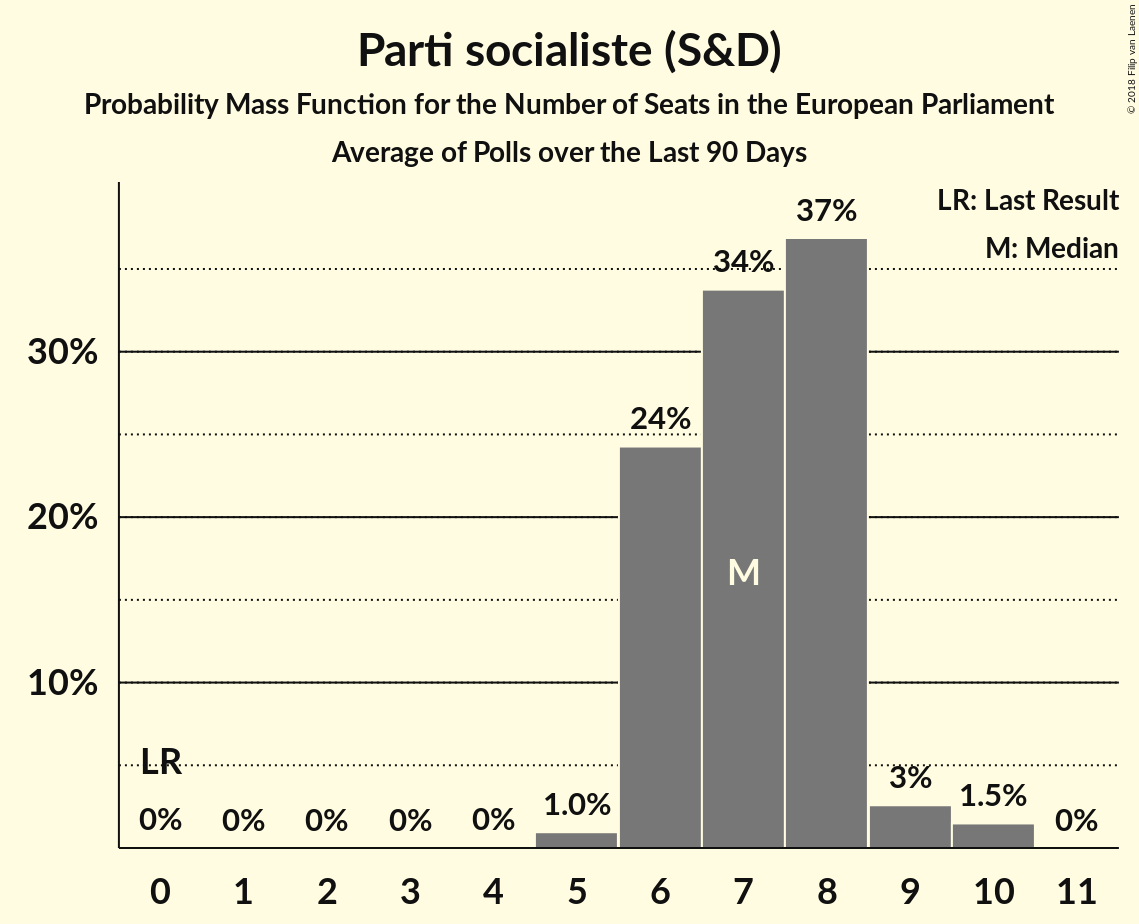 Parti socialiste (S&D)
Probability Mass Function for the Number of Seats in the European Parliament
Average of Polls over the Last 90 Days
© 2018 Filip van Laenen
LR: Last Result
M: Median
37%
34%
30%
24%
20%
M
10%
LR
0% 0% 0% 0% 0% 1.0% 3% 1.5% 0%
0 1 2 3 4 5 6 7 8 9 10 11